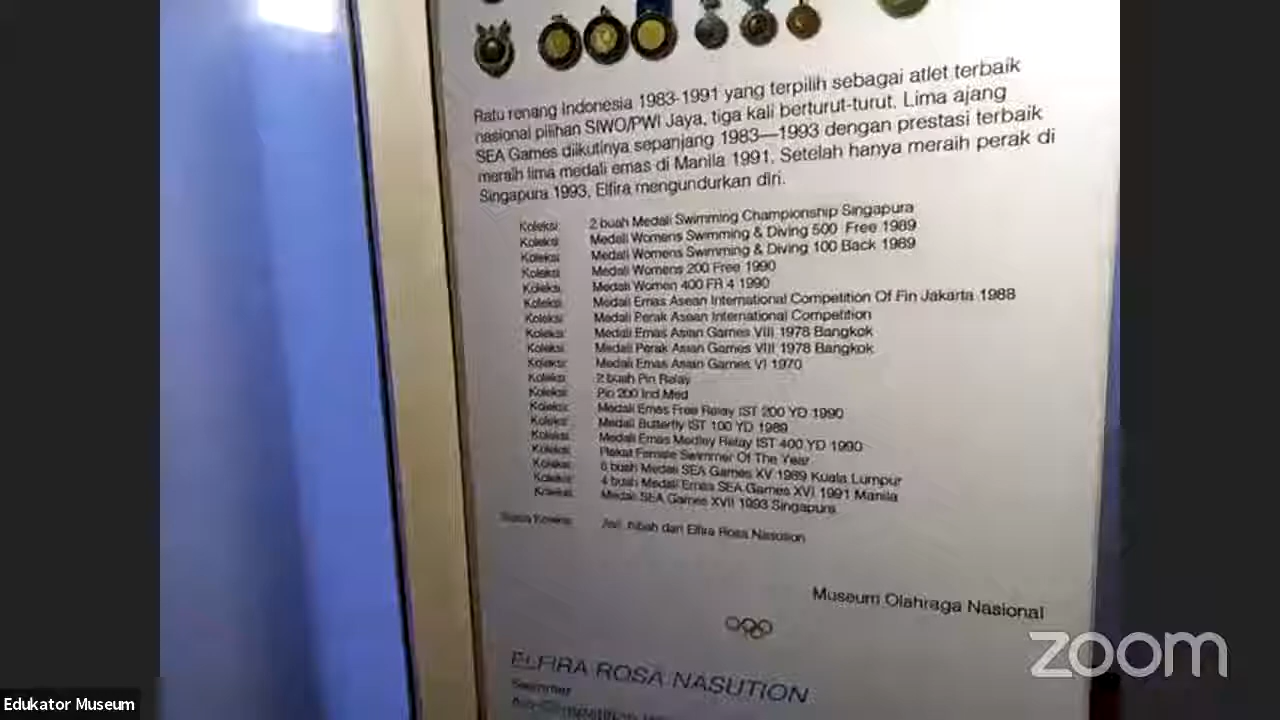 Ratu renang Indonesia 1983-1991 yang terpilih sebagai atlet terbaik
nasional pilihan SIWO/PWI Jaya, tiga kali berturut-turut. Lima ajang
SEA Games diikutinya sepanjang 1983—1993 dengan prestasi terbaik
meraih lima medali emas di Manila 1991. Setelah hanya meraih perak di
Singapura 1993, Elfira mengundurkan diri.
Koleksi: 2 buah Medali Swimming Championship Singapura
Koleksi: Medali Womens Swimming & Diving 500 Free 1989
Koleksi: Medali Womens Swimming & Diving 100 Back 1989
Koleksi: Medali Womens 200 Free 1990
Koleksi: Medali Women 400 FR 4 1990
Koleksi: Medali Emas Asean International Competition Of Fin Jakarta 1988
Koleksi: Medali Perak Asean International Competition
Koleksi: Medali Emas Asian Games VIII 1978 Bangkok
Koleksi: Medali Perak Asian Games VIII 1978 Bangkok
Koleksi: Medali Emas Asian Games VI 1970
Koleksi: 2 buah Pin Relay
Koleksi: Pin 200 Ind Med
Koleksi: Medali Emas Free Relay IST 200 YD 1990
Koleksi: Medali Butterfly IST 100 YD 1989
Koleksi: Medali Emas Medley Relay IST 400 YD 1990
Koleksi: Plakat Female Swimmer Of The Year
Koleksi: 6 buah Medali SEA Games XV 1989 Kuala Lumpur
Koleksi: 4 buah Medali Emas SEA Games XVI 1991 Manila
Koleksi: Medali SEA Games XVII 1993 Singapura
Status Koleksi: Asli, hibah dari Elfira Rosa Nasution
Museum Olahraga Nasional
ELFIRA ROSA NASUTION
Swimmer
zoom
Edukator Museum